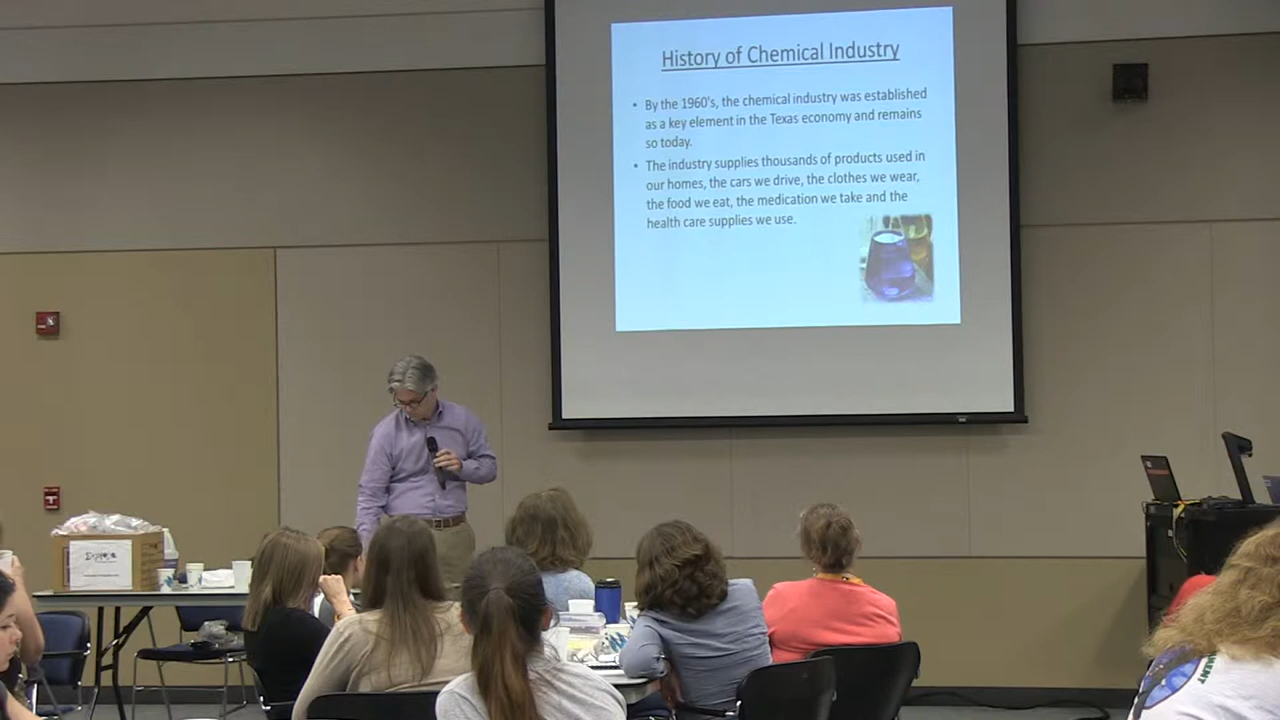 History of Chemical Industry
• By the 1960's, the chemical industry was established
as a key element in the Texas economy and remains
so today.
• The industry supplies thousands of products used in
our homes, the cars we drive, the clothes we wear,
the food we eat, the medication we take and the
health care supplies we use.